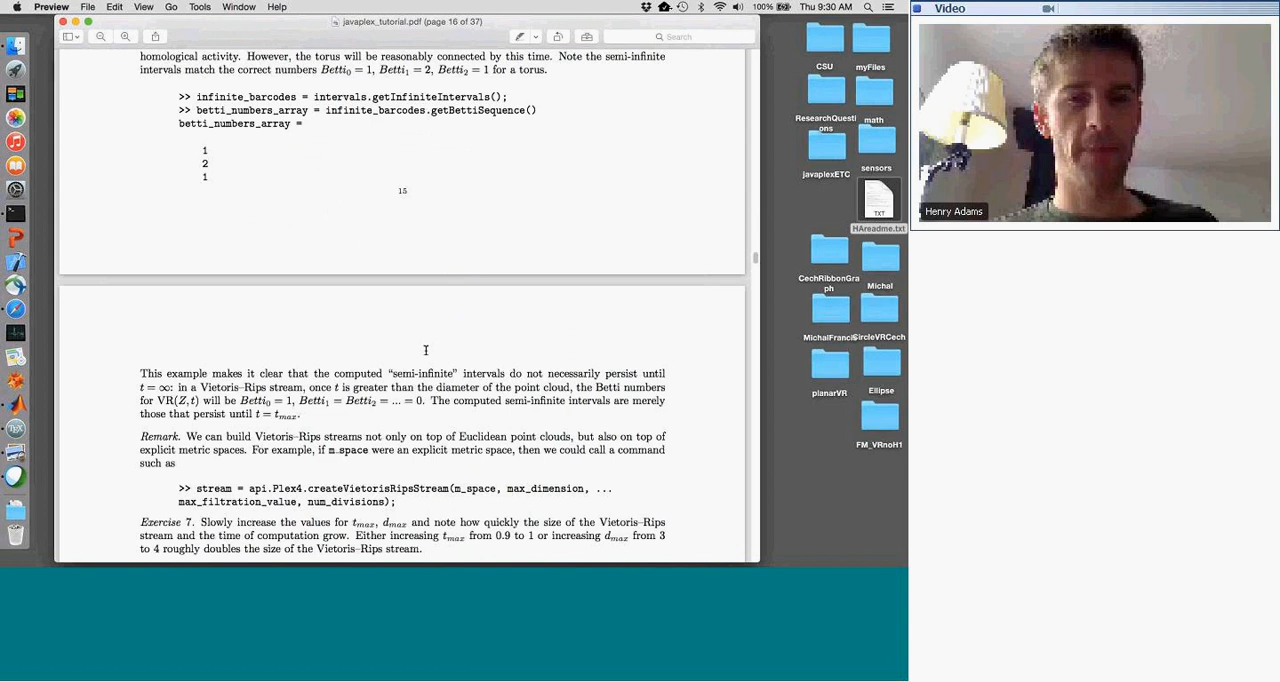 Preview File Edit View Go Tools Window Help
100% Thu 9:30 AM
javaplex_tutorial.pdf (page 16 of 37)
Search
homological activity. However, the torus will be reasonably connected by this time. Note the semi-infinite
intervals match the correct numbers Betti₀ = 1, Betti₁ = 2, Betti₂ = 1 for a torus.
>> infinite_barcodes = intervals.getInfiniteIntervals();
>> betti_numbers_array = infinite_barcodes.getBettiSequence()
betti_numbers_array =
1
2
1
15
This example makes it clear that the computed “semi-infinite” intervals do not necessarily persist until
t = ∞: in a Vietoris–Rips stream, once t is greater than the diameter of the point cloud, the Betti numbers
for VR(Z, t) will be Betti₀ = 1, Betti₁ = Betti₂ = ... = 0. The computed semi-infinite intervals are merely
those that persist until t = tₘₐₓ.
Remark. We can build Vietoris–Rips streams not only on top of Euclidean point clouds, but also on top of
explicit metric spaces. For example, if m_space were an explicit metric space, then we could call a command
such as
>> stream = api.Plex4.createVietorisRipsStream(m_space, max_dimension, ...
max_filtration_value, num_divisions);
Exercise 7. Slowly increase the values for tₘₐₓ, dₘₐₓ and note how quickly the size of the Vietoris–Rips
stream and the time of computation grow. Either increasing tₘₐₓ from 0.9 to 1 or increasing dₘₐₓ from 3
to 4 roughly doubles the size of the Vietoris–Rips stream.
CSU
myFiles
ResearchQuesti
ons
math
javaplexETC
sensors
TXT
HAreadme.txt
CechRibbonGra
ph
Michal
MichalFrancis
CircleVRCech
planarVR
Ellipse
FM_VRnoH1
Video
Henry Adams